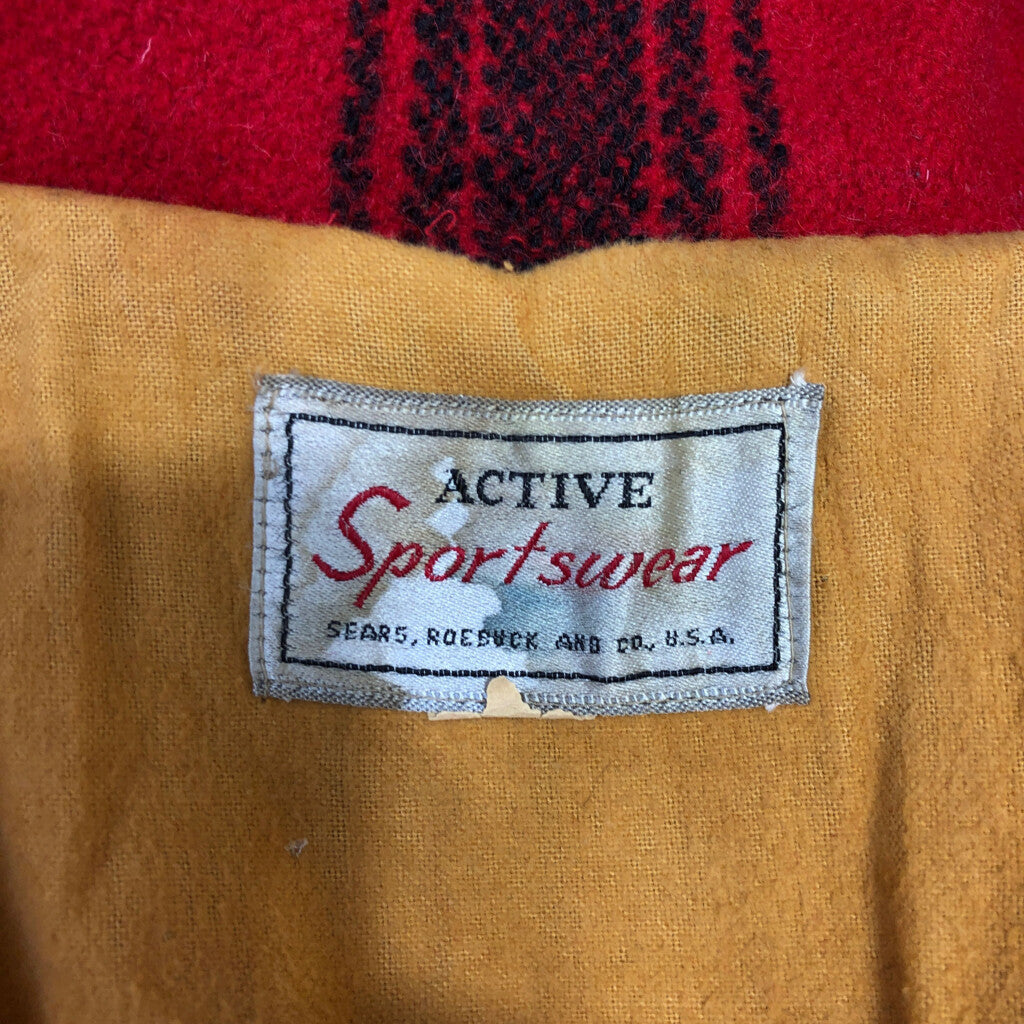 ACTIVE
Sportswear
SEARS, ROEBUCK AND CO., U.S.A.